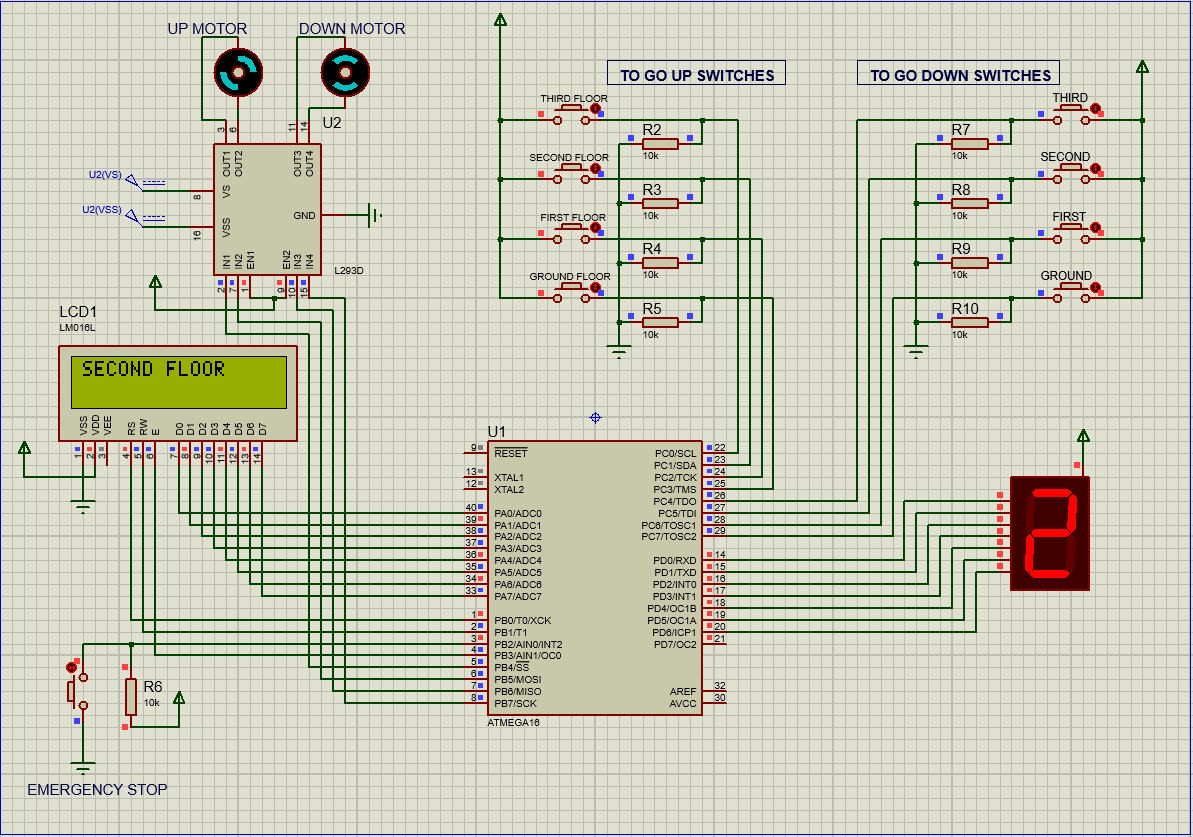 UP MOTOR
DOWN MOTOR
3
6
11
14
U2
OUT1
OUT2
OUT3
OUT4
U2(VS)
8
VS
U2(VSS)
16
VSS
GND
IN1
IN2
EN1
EN2
IN3
IN4
L293D
2
7
1
9
10
15
TO GO UP SWITCHES
THIRD FLOOR
R2
10k
SECOND FLOOR
R3
10k
FIRST FLOOR
R4
10k
GROUND FLOOR
R5
10k
TO GO DOWN SWITCHES
THIRD
R7
10k
SECOND
R8
10k
FIRST
R9
10k
GROUND
R10
10k
LCD1
LM016L
SECOND FLOOR
VSS
VDD
VEE
RS
RW
E
D0
D1
D2
D3
D4
D5
D6
D7
1
2
3
4
5
6
7
8
9
10
11
12
13
14
U1
9 RESET
13 XTAL1
12 XTAL2
40 PA0/ADC0
39 PA1/ADC1
38 PA2/ADC2
37 PA3/ADC3
36 PA4/ADC4
35 PA5/ADC5
34 PA6/ADC6
33 PA7/ADC7
1 PB0/T0/XCK
2 PB1/T1
3 PB2/AIN0/INT2
4 PB3/AIN1/OC0
5 PB4/SS
6 PB5/MOSI
7 PB6/MISO
8 PB7/SCK
PC0/SCL 22
PC1/SDA 23
PC2/TCK 24
PC3/TMS 25
PC4/TDO 26
PC5/TDI 27
PC6/TOSC1 28
PC7/TOSC2 29
PD0/RXD 14
PD1/TXD 15
PD2/INT0 16
PD3/INT1 17
PD4/OC1B 18
PD5/OC1A 19
PD6/ICP1 20
PD7/OC2 21
AREF 32
AVCC 30
ATMEGA16
2
R6
10k
EMERGENCY STOP